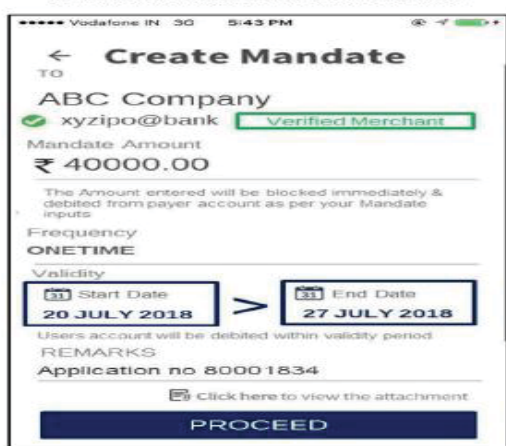 Vodafone IN 3G 5:43 PM
← Create Mandate
TO
ABC Company
xyzipo@bank Verified Merchant
Mandate Amount
₹ 40000.00
The Amount entered will be blocked immediately &
debited from payer account as per your Mandate
inputs
Frequency
ONETIME
Validity
31 Start Date > 31 End Date
20 JULY 2018 27 JULY 2018
Users account will be debited within validity period
REMARKS
Application no 80001834
Click here to view the attachment
PROCEED